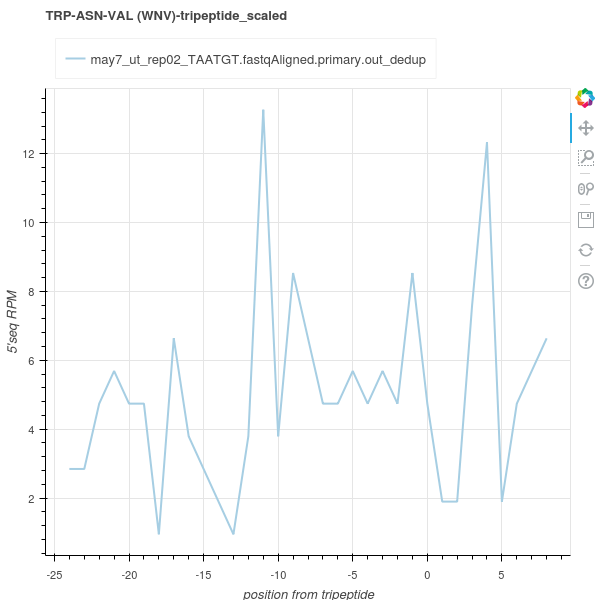 TRP-ASN-VAL (WNV)-tripeptide_scaled
may7_ut_rep02_TAATGT.fastqAligned.primary.out_dedup
12
10
8
6
4
2
5'seq RPM
-25 -20 -15 -10 -5 0 5
position from tripeptide